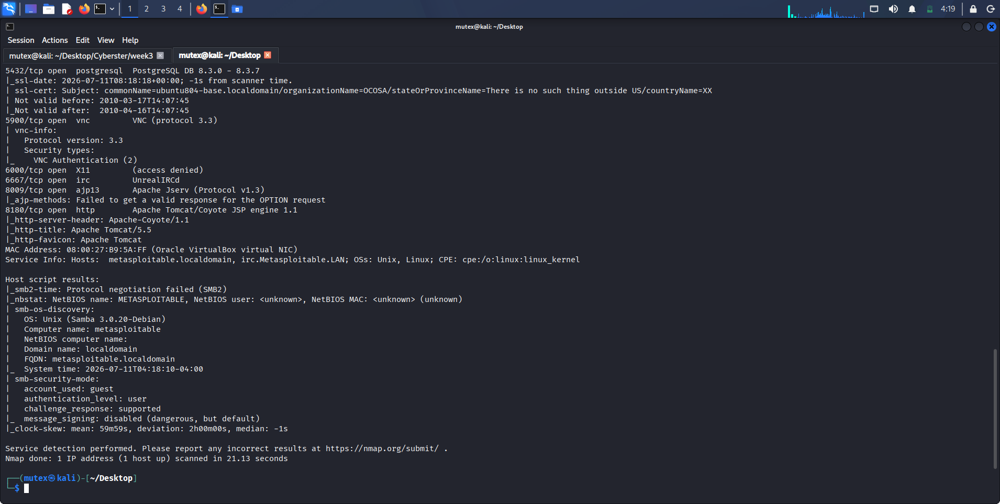 1 2 3 4 4:19
mutex@kali: ~/Desktop
Session Actions Edit View Help
mutex@kali: ~/Desktop/Cyberster/week3 mutex@kali: ~/Desktop
5432/tcp open  postgresql  PostgreSQL DB 8.3.0 - 8.3.7
|_ssl-date: 2026-07-11T08:18:18+00:00; -1s from scanner time.
| ssl-cert: Subject: commonName=ubuntu804-base.localdomain/organizationName=OCOSA/stateOrProvinceName=There is no such thing outside US/countryName=XX
| Not valid before: 2010-03-17T14:07:45
|_Not valid after:  2010-04-16T14:07:45
5900/tcp open  vnc         VNC (protocol 3.3)
| vnc-info:
|   Protocol version: 3.3
|   Security types:
|_    VNC Authentication (2)
6000/tcp open  X11         (access denied)
6667/tcp open  irc         UnrealIRCd
8009/tcp open  ajp13       Apache Jserv (Protocol v1.3)
|_ajp-methods: Failed to get a valid response for the OPTION request
8180/tcp open  http        Apache Tomcat/Coyote JSP engine 1.1
|_http-server-header: Apache-Coyote/1.1
|_http-title: Apache Tomcat/5.5
|_http-favicon: Apache Tomcat
MAC Address: 08:00:27:B9:5A:FF (Oracle VirtualBox virtual NIC)
Service Info: Hosts:  metasploitable.localdomain, irc.Metasploitable.LAN; OSs: Unix, Linux; CPE: cpe:/o:linux:linux_kernel
Host script results:
|_smb2-time: Protocol negotiation failed (SMB2)
|_nbstat: NetBIOS name: METASPLOITABLE, NetBIOS user: <unknown>, NetBIOS MAC: <unknown> (unknown)
| smb-os-discovery:
|   OS: Unix (Samba 3.0.20-Debian)
|   Computer name: metasploitable
|   NetBIOS computer name:
|   Domain name: localdomain
|   FQDN: metasploitable.localdomain
|_  System time: 2026-07-11T04:18:10-04:00
| smb-security-mode:
|   account_used: guest
|   authentication_level: user
|   challenge_response: supported
|_  message_signing: disabled (dangerous, but default)
|_clock-skew: mean: 59m59s, deviation: 2h00m00s, median: -1s
Service detection performed. Please report any incorrect results at https://nmap.org/submit/ .
Nmap done: 1 IP address (1 host up) scanned in 21.13 seconds
┌──(mutex㉿kali)-[~/Desktop]
└─$